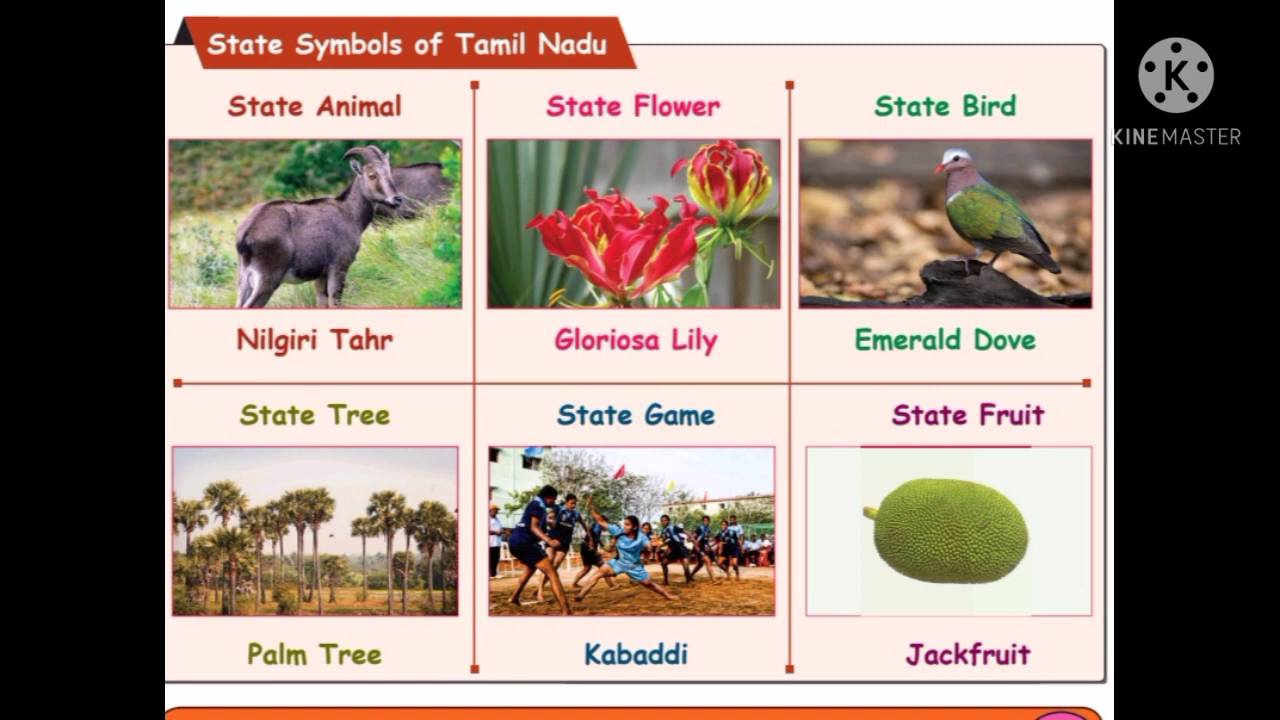 State Symbols of Tamil Nadu
State Animal
State Flower
State Bird
Nilgiri Tahr
Gloriosa Lily
Emerald Dove
State Tree
State Game
State Fruit
Palm Tree
Kabaddi
Jackfruit
K
KINEMASTER